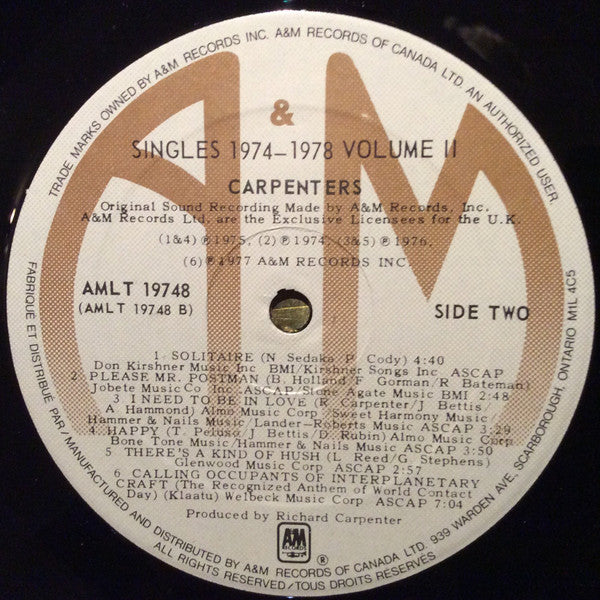 TRADE MARKS OWNED BY A&M RECORDS INC. A&M RECORDS OF CANADA LTD. AN AUTHORIZED USER
&
SINGLES 1974-1978 VOLUME II
CARPENTERS
Original Sound Recording Made by A&M Records, Inc.
A&M Records Ltd. are the Exclusive Licensees for the U.K.
(1&4) ℗ 1975, (2) ℗ 1974, (3&5) ℗ 1976,
(6) ℗ 1977 A&M RECORDS INC
AMLT 19748
(AMLT 19748 B)
SIDE TWO
1 SOLITAIRE (N Sedaka P. Cody) 4:40
Don Kirshner Music Inc BMI/Kirshner Songs Inc ASCAP
2 PLEASE MR. POSTMAN (B. Holland/F Gorman/R Bateman)
Jobete Music Co Inc. ASCAP/Stone Agate Music BMI 2:48
3 I NEED TO BE IN LOVE (R Carpenter/J Bettis/
A Hammond) Almo Music Corp/Sweet Harmony Music/
Hammer & Nails Music/Lander-Roberts Music ASCAP 3:29
4 HAPPY (T. Peluso/J Bettis/D. Rubin) Almo Music Corp
Bone Tone Music/Hammer & Nails Music ASCAP 3:50
5 THERE'S A KIND OF HUSH (L Reed/G Stephens)
Glenwood Music Corp ASCAP 2:57
6 CALLING OCCUPANTS OF INTERPLANETARY
CRAFT (The Recognized Anthem of World Contact
Day) (Klaatu) Welbeck Music Corp ASCAP 7:04
Produced by Richard Carpenter
A&M
RECORDS
®
FABRIQUE ET DISTRIBUÉ PAR/MANUFACTURED AND DISTRIBUTED BY A&M RECORDS OF CANADA LTD. 939 WARDEN AVE, SCARBOROUGH, ONTARIO M1L 4C5
ALL RIGHTS RESERVED/TOUS DROITS RESERVÉS